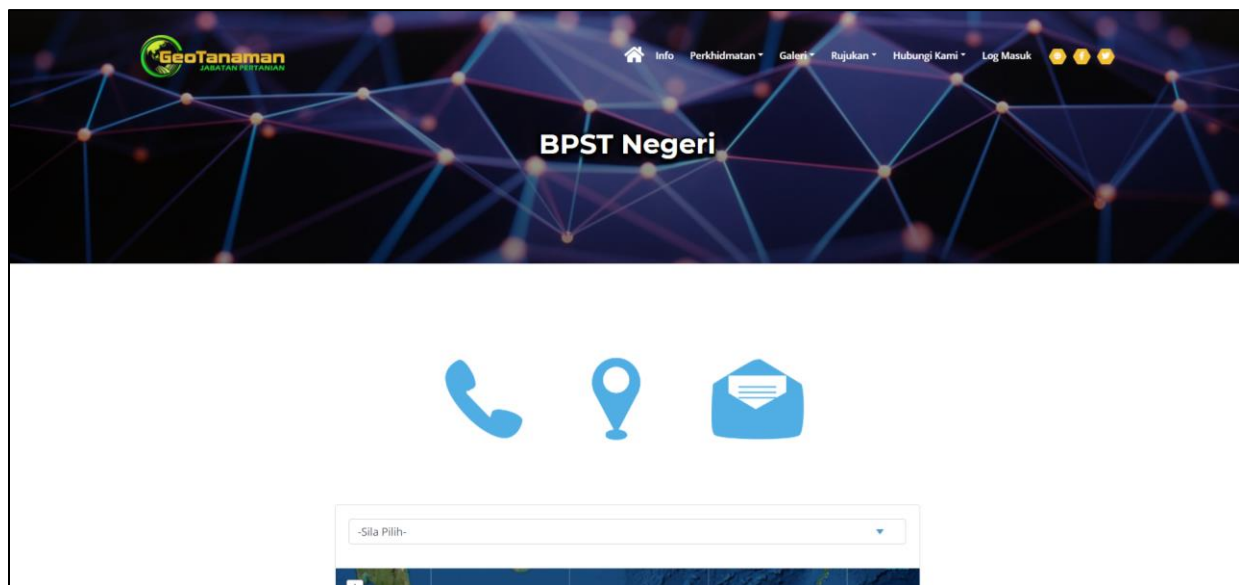 GeoTanaman
JABATAN PERTANIAN
Info Perkhidmatan Galeri Rujukan Hubungi Kami Log Masuk
BPST Negeri
-Sila Pilih-